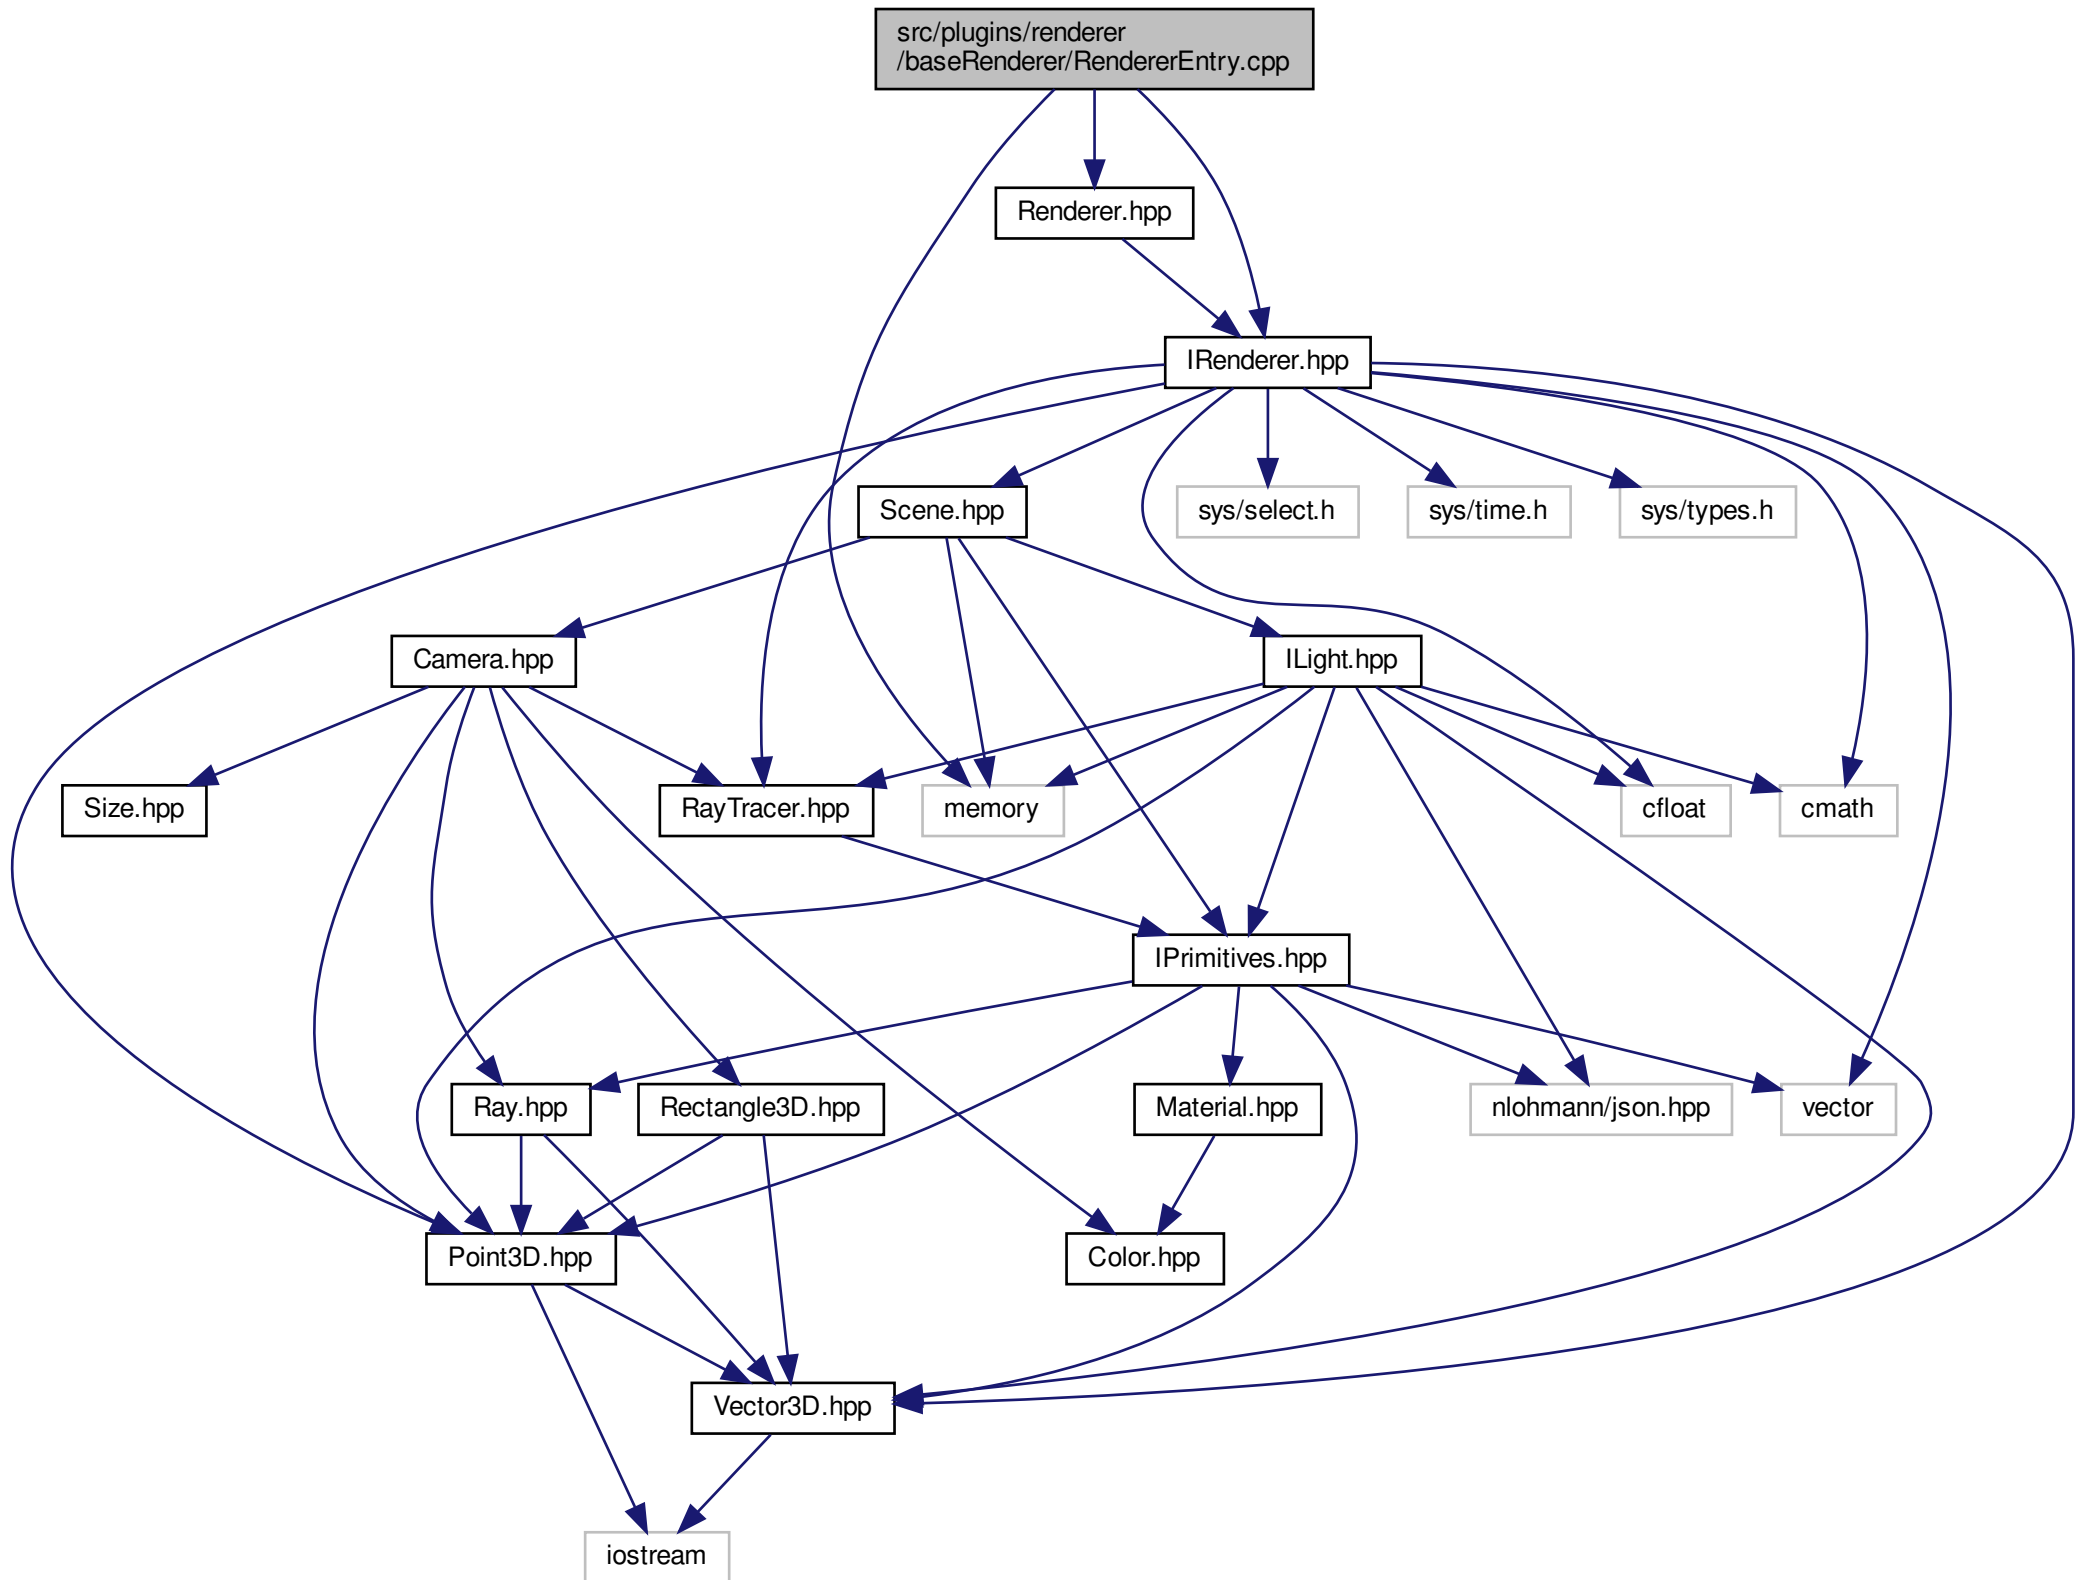 src/plugins/renderer
/baseRenderer/RendererEntry.cpp
Renderer.hpp
IRenderer.hpp
Scene.hpp
sys/select.h
sys/time.h
sys/types.h
Camera.hpp
ILight.hpp
Size.hpp
RayTracer.hpp
memory
cfloat
cmath
IPrimitives.hpp
Ray.hpp
Rectangle3D.hpp
Material.hpp
nlohmann/json.hpp
vector
Point3D.hpp
Color.hpp
Vector3D.hpp
iostream